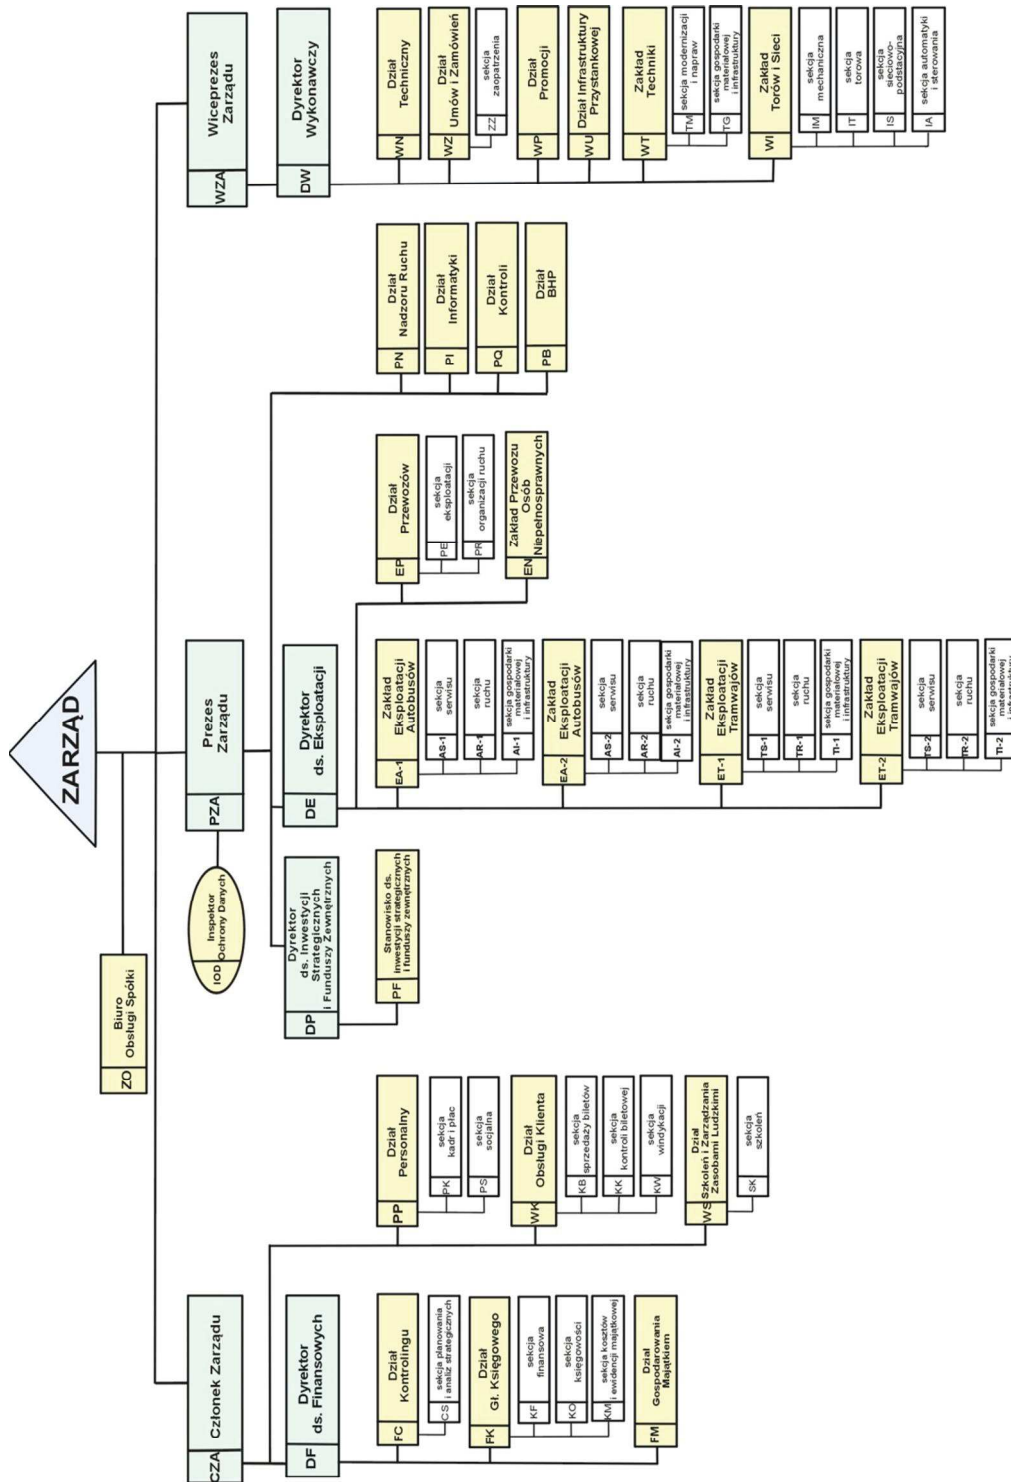 ZARZĄD
ZO
Biuro
Obsługi Spółki
CZA
Członek Zarządu
IOD
Inspektor
Ochrony Danych
PZA
Prezes
Zarządu
WZA
Wiceprezes
Zarządu
DF
Dyrektor
ds. Finansowych
DP
Dyrektor
ds. Inwestycji
Strategicznych
i Funduszy Zewnętrznych
DE
Dyrektor
ds. Eksploatacji
DW
Dyrektor
Wykonawczy
FC
Dział
Kontrolingu
CS
sekcja planowania
i analiz strategicznych
FK
Dział
Gł. Księgowego
KF
sekcja
finansowa
KO
sekcja
księgowości
KM
sekcja kosztów
i ewidencji majątkowej
FM
Dział
Gospodarowania
Majątkiem
PP
Dział
Personalny
PK
sekcja
kadr i płac
PS
sekcja
socjalna
WK
Dział
Obsługi Klienta
KB
sekcja
sprzedaży biletów
KK
sekcja
kontroli biletowej
KW
sekcja
windykacji
WS
Dział
Szkoleń i Zarządzania
Zasobami Ludzkimi
SK
sekcja
szkoleń
PF
Stanowisko ds.
inwestycji strategicznych
i funduszy zewnętrznych
EA-1
Zakład
Eksploatacji
Autobusów
AS-1
sekcja
serwisu
AR-1
sekcja
ruchu
AI-1
sekcja gospodarki
materiałowej
i infrastruktury
EA-2
Zakład
Eksploatacji
Autobusów
AS-2
sekcja
serwisu
AR-2
sekcja
ruchu
AI-2
sekcja gospodarki
materiałowej
i infrastruktury
ET-1
Zakład
Eksploatacji
Tramwajów
TS-1
sekcja
serwisu
TR-1
sekcja
ruchu
TI-1
sekcja gospodarki
materiałowej
i infrastruktury
ET-2
Zakład
Eksploatacji
Tramwajów
TS-2
sekcja
serwisu
TR-2
sekcja
ruchu
TI-2
sekcja gospodarki
materiałowej
i infrastruktury
EP
Dział
Przewozów
PE
sekcja
eksploatacji
PR
sekcja
organizacji ruchu
EN
Zakład Przewozu
Osób
Niepełnosprawnych
PN
Dział
Nadzoru Ruchu
PI
Dział
Informatyki
PQ
Dział
Kontroli
PB
Dział
BHP
WN
Dział
Techniczny
WZ
Dział
Umów i Zamówień
ZZ
sekcja
zaopatrzenia
WP
Dział
Promocji
WU
Dział Infrastruktury
Przystankowej
WT
Zakład
Techniki
TM
sekcja modernizacji
i napraw
TG
sekcja gospodarki
materiałowej
i infrastruktury
WI
Zakład
Torów i Sieci
IM
sekcja
mechaniczna
IT
sekcja
torowa
IS
sekcja
sieciowo-
podstacyjna
IA
sekcja automatyki
i sterowania